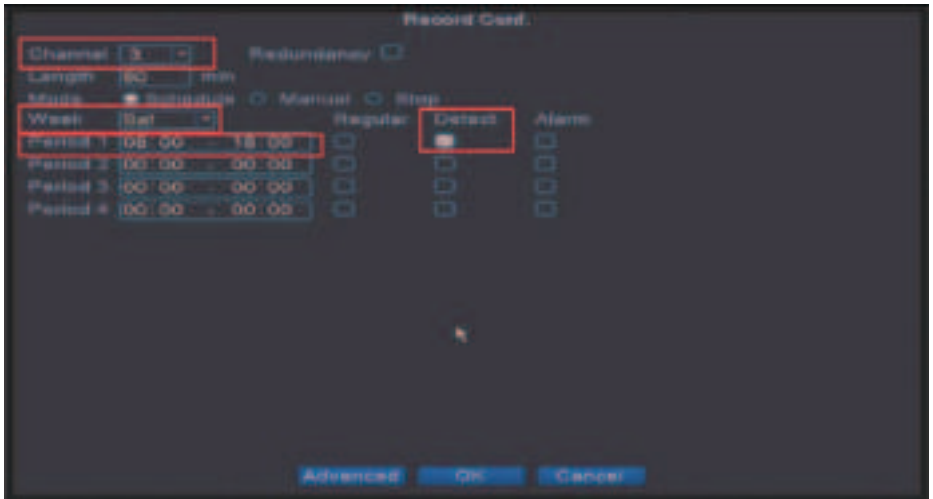 Record Conf.
Channel 3 Redundancy
Length 60 min
Mode Schedule Manual Stop
Week Sat Regular Detect Alarm
Period 1 08:00 - 18:00
Period 2 00:00 - 00:00
Period 3 00:00 - 00:00
Period 4 00:00 - 00:00
Advanced OK Cancel